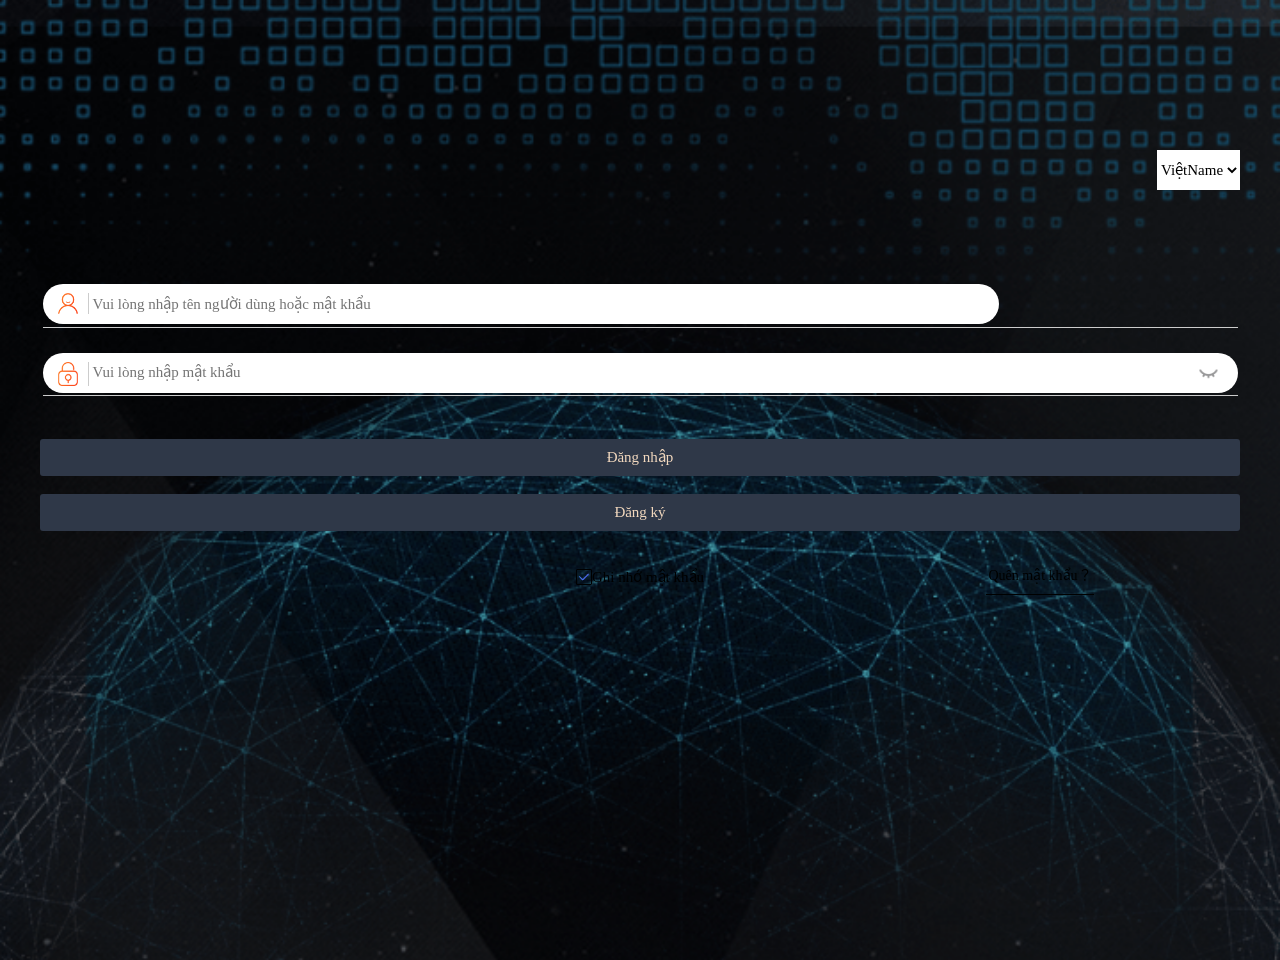 ViệtName
Vui lòng nhập tên người dùng hoặc mật khẩu
Vui lòng nhập mật khẩu
Đăng nhập
Đăng ký
Ghi nhớ mật khẩu
Quên mật khẩu ?